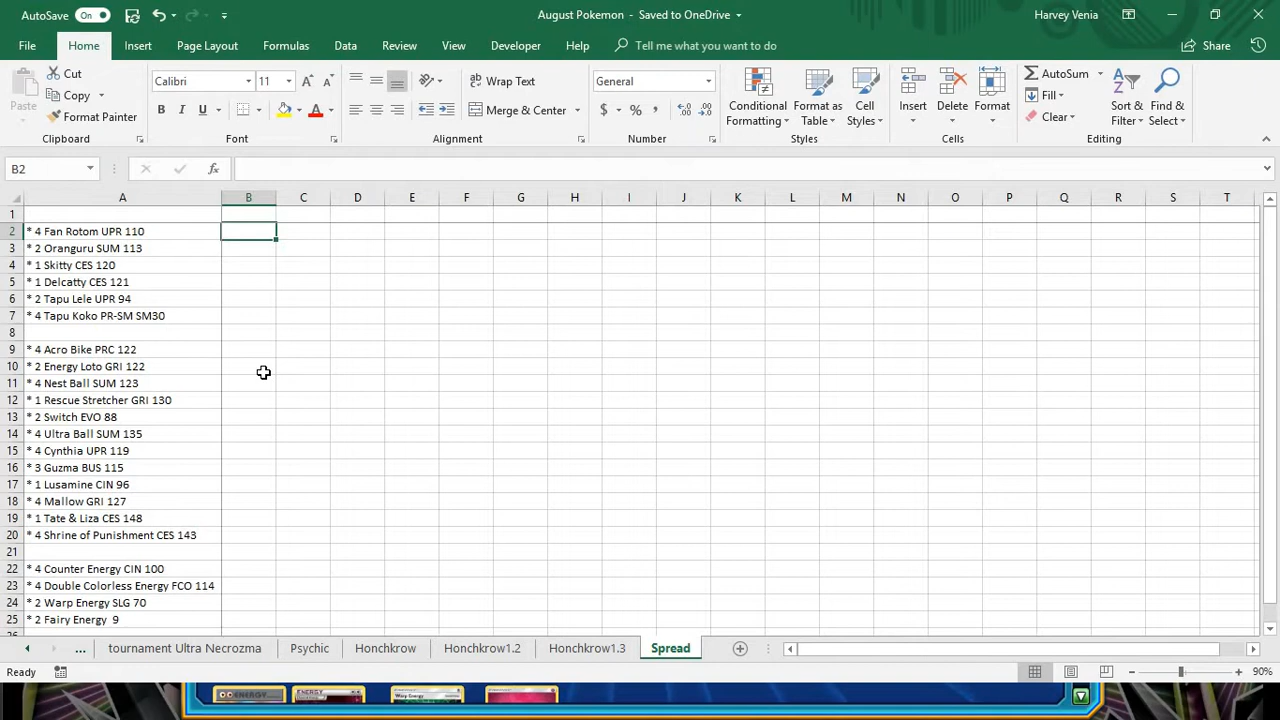 AutoSave On August Pokemon - Saved to OneDrive Harvey Venia
File Home Insert Page Layout Formulas Data Review View Developer Help Tell me what you want to do Share
Paste
Cut
Copy
Format Painter
Clipboard
Calibri 11
B I U
Font
Wrap Text
Merge & Center
Alignment
General
$ % ,
Number
Conditional Formatting
Format as Table
Cell Styles
Styles
Insert Delete Format
Cells
AutoSum
Fill
Clear
Sort & Filter
Find & Select
Editing
B2 fx
A B C D E F G H I J K L M N O P Q R S T
1
2 * 4 Fan Rotom UPR 110
3 * 2 Oranguru SUM 113
4 * 1 Skitty CES 120
5 * 1 Delcatty CES 121
6 * 2 Tapu Lele UPR 94
7 * 4 Tapu Koko PR-SM SM30
8
9 * 4 Acro Bike PRC 122
10 * 2 Energy Loto GRI 122
11 * 4 Nest Ball SUM 123
12 * 1 Rescue Stretcher GRI 130
13 * 2 Switch EVO 88
14 * 4 Ultra Ball SUM 135
15 * 4 Cynthia UPR 119
16 * 3 Guzma BUS 115
17 * 1 Lusamine CIN 96
18 * 4 Mallow GRI 127
19 * 1 Tate & Liza CES 148
20 * 4 Shrine of Punishment CES 143
21
22 * 4 Counter Energy CIN 100
23 * 4 Double Colorless Energy FCO 114
24 * 2 Warp Energy SLG 70
25 * 2 Fairy Energy 9
... tournament Ultra Necrozma Psychic Honchkrow Honchkrow1.2 Honchkrow1.3 Spread
Ready 90%
ENERGY Warp Energy